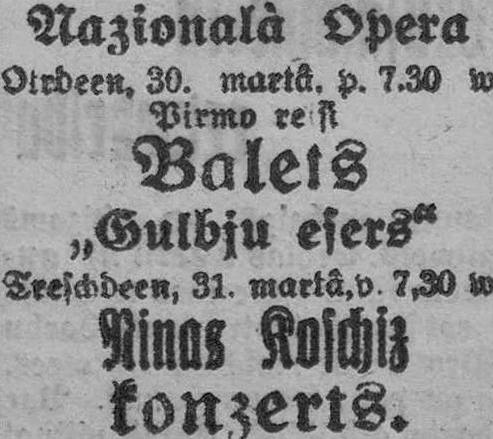 Nazionalà Opera
Otrdeen, 30. martâ, p. 7.30 w
Pirmo reiſi
Balets
„Gulbju eſers“
Treſchdeen, 31. martâ, p. 7,30 w
Ninas Koſchiz
konzerts.